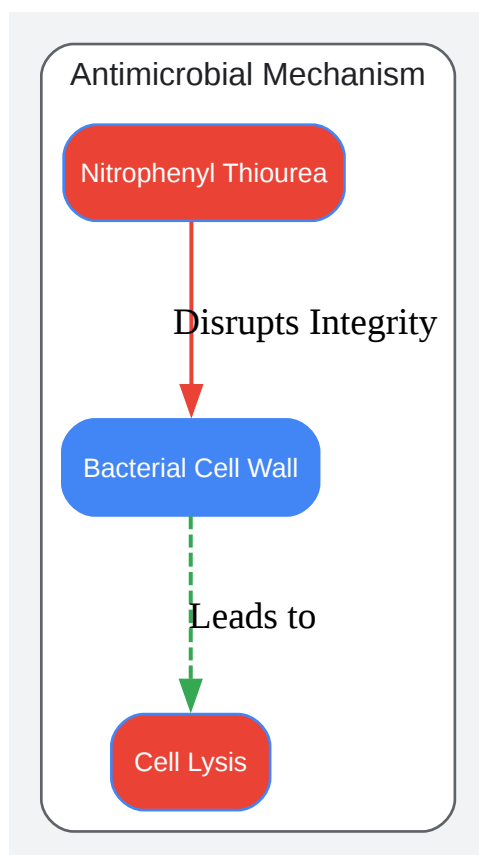 Antimicrobial Mechanism
Nitrophenyl Thiourea
Disrupts Integrity
Bacterial Cell Wall
Leads to
Cell Lysis